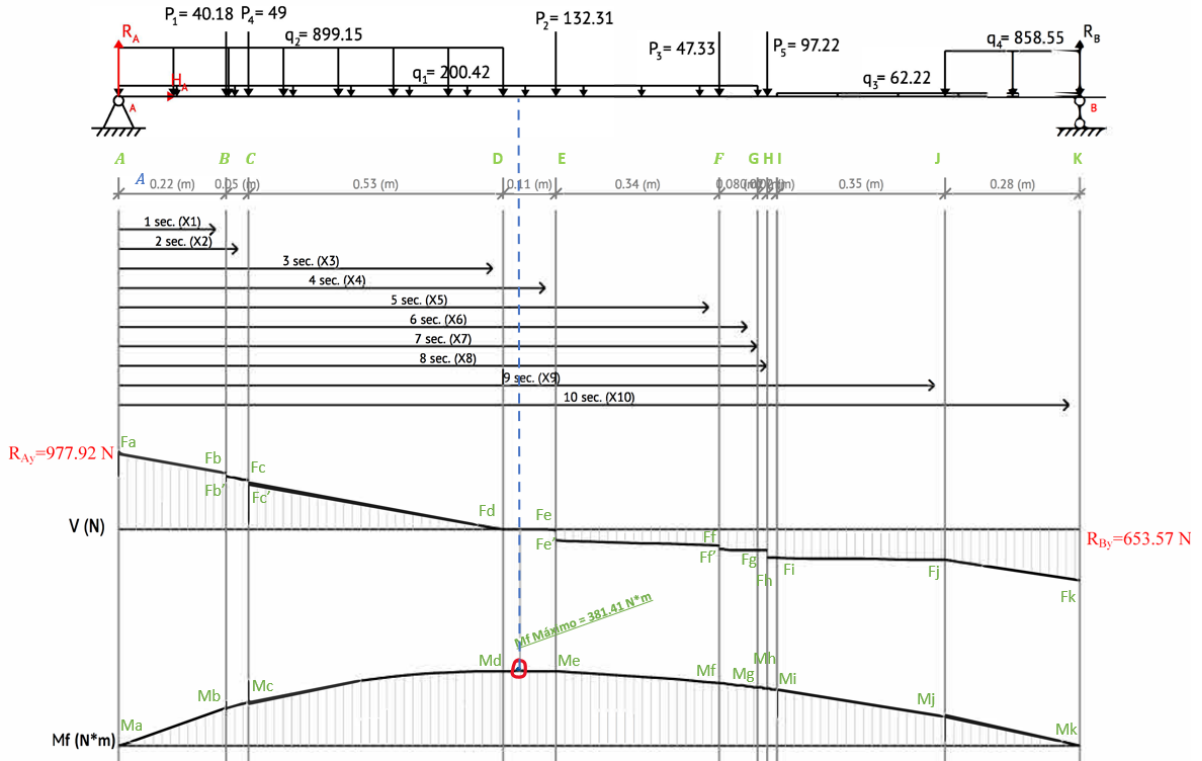 P₁= 40.18 P₄= 49
P₂= 132.31
R_A
q₂= 899.15
P₃= 47.33
P₅= 97.22
q₄= 858.55
R_B
q₁= 200.42
q₃= 62.22
H_A
A
B
A B C D E F G H I J K
A
0.22 (m) 0.05 (m) 0.53 (m) 0.11 (m) 0.34 (m) 0.35 (m) 0.28 (m)
1 sec. (X1)
2 sec. (X2)
3 sec. (X3)
4 sec. (X4)
5 sec. (X5)
6 sec. (X6)
7 sec. (X7)
8 sec. (X8)
9 sec. (X9)
10 sec. (X10)
R_Ay=977.92 N
Fa
Fb
Fc
Fb´
Fc´
Fd
Fe
V (N)
Fe´
Ff
Ff´
Fg
Fh
Fi
Fj
Fk
R_By=653.57 N
Mf Máximo = 381.41 N*m
Ma
Mb
Mc
Md
Me
Mf
Mg
Mh
Mi
Mj
Mk
Mf (N*m)